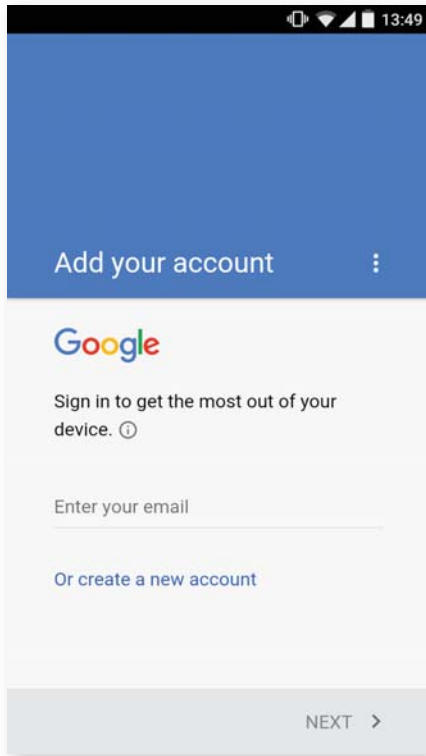 13:49
Add your account
Google
Sign in to get the most out of your
device.
Enter your email
Or create a new account
NEXT